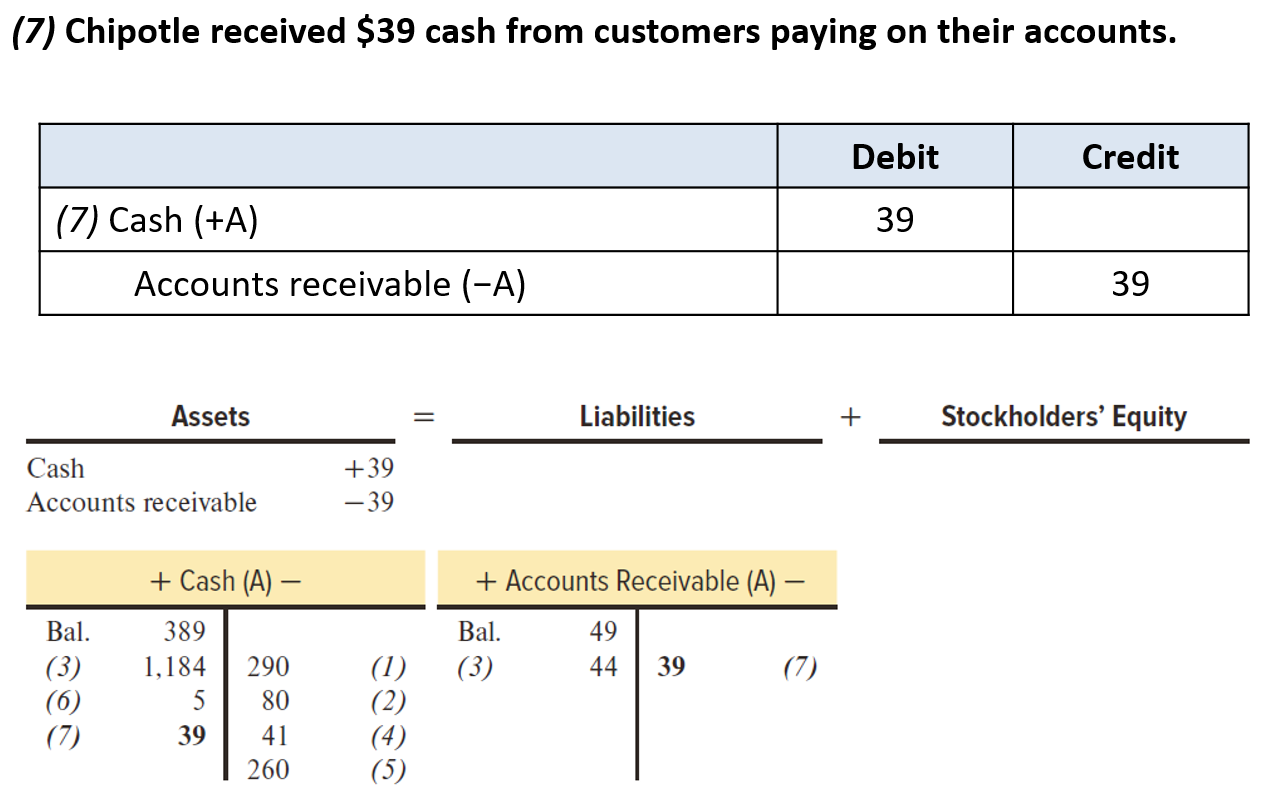 (7) Chipotle received $39 cash from customers paying on their accounts.
Debit Credit
(7) Cash (+A) 39
Accounts receivable (−A) 39
Assets = Liabilities + Stockholders’ Equity
Cash +39
Accounts receivable −39
+ Cash (A) − + Accounts Receivable (A) −
Bal. 389 Bal. 49
(3) 1,184 290 (1) (3) 44 39 (7)
(6) 5 80 (2)
(7) 39 41 (4)
260 (5)